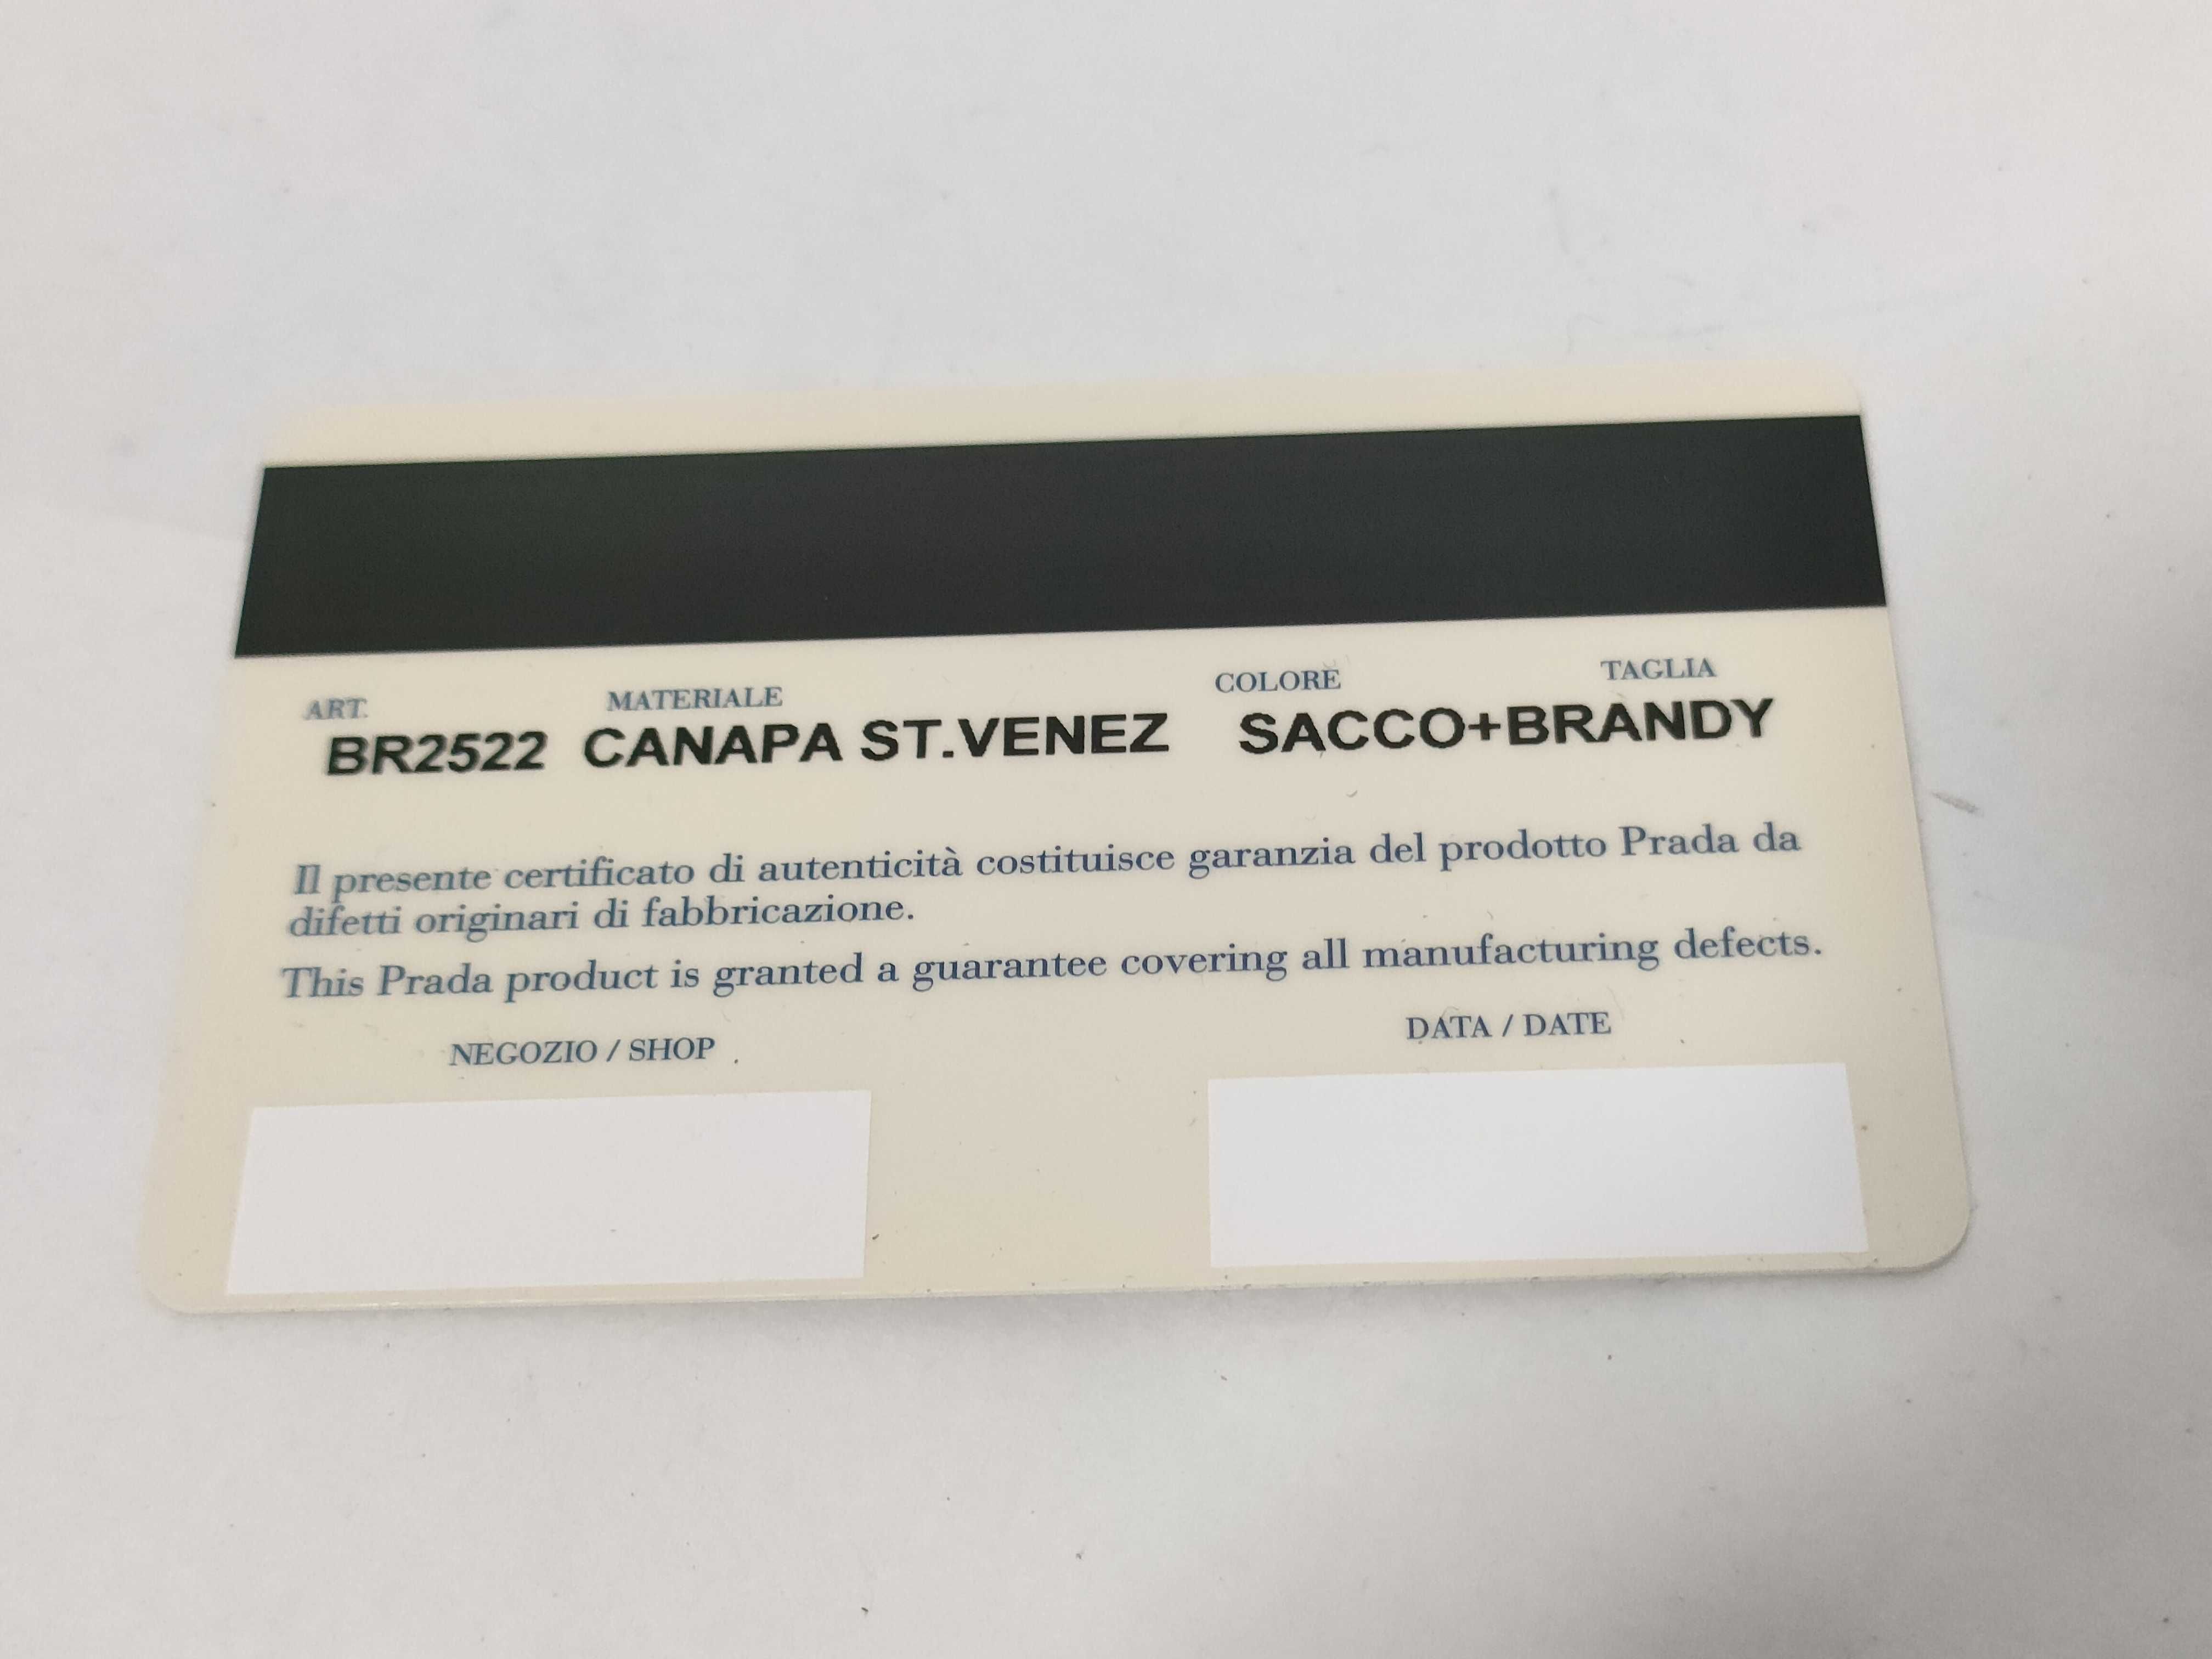 ART. MATERIALE COLORE TAGLIA
BR2522 CANAPA ST.VENEZ SACCO+BRANDY
Il presente certificato di autenticità costituisce garanzia del prodotto Prada da
difetti originari di fabbricazione.
This Prada product is granted a guarantee covering all manufacturing defects.
NEGOZIO / SHOP DATA / DATE